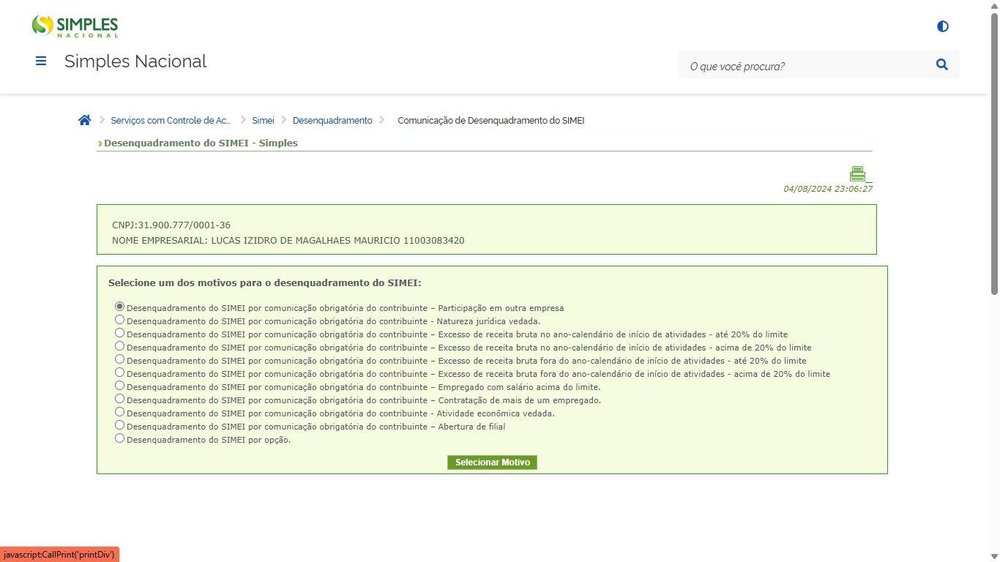 SIMPLES
NACIONAL
Simples Nacional
O que você procura?
Serviços com Controle de Ac... Simei Desenquadramento Comunicação de Desenquadramento do SIMEI
Desenquadramento do SIMEI - Simples
04/08/2024 23:06:27
CNPJ:31.900.777/0001-36
NOME EMPRESARIAL: LUCAS IZIDRO DE MAGALHAES MAURICIO 11003083420
Selecione um dos motivos para o desenquadramento do SIMEI:
Desenquadramento do SIMEI por comunicação obrigatória do contribuinte – Participação em outra empresa
Desenquadramento do SIMEI por comunicação obrigatória do contribuinte - Natureza jurídica vedada.
Desenquadramento do SIMEI por comunicação obrigatória do contribuinte – Excesso de receita bruta no ano-calendário de início de atividades - até 20% do limite
Desenquadramento do SIMEI por comunicação obrigatória do contribuinte – Excesso de receita bruta no ano-calendário de início de atividades - acima de 20% do limite
Desenquadramento do SIMEI por comunicação obrigatória do contribuinte – Excesso de receita bruta fora do ano-calendário de início de atividades - até 20% do limite
Desenquadramento do SIMEI por comunicação obrigatória do contribuinte – Excesso de receita bruta fora do ano-calendário de início de atividades - acima de 20% do limite
Desenquadramento do SIMEI por comunicação obrigatória do contribuinte – Empregado com salário acima do limite.
Desenquadramento do SIMEI por comunicação obrigatória do contribuinte – Contratação de mais de um empregado.
Desenquadramento do SIMEI por comunicação obrigatória do contribuinte - Atividade econômica vedada.
Desenquadramento do SIMEI por comunicação obrigatória do contribuinte – Abertura de filial
Desenquadramento do SIMEI por opção.
Selecionar Motivo
javascript:CallPrint('printDiv')